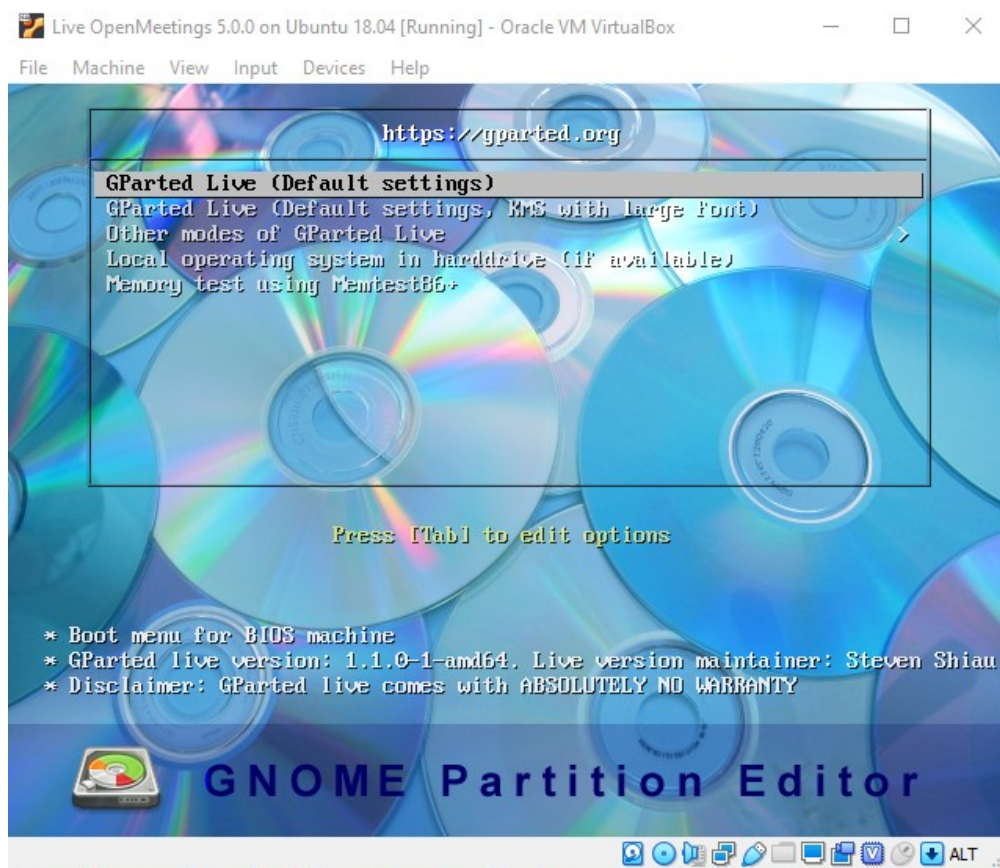 Live OpenMeetings 5.0.0 on Ubuntu 18.04 [Running] - Oracle VM VirtualBox
File Machine View Input Devices Help
https://gparted.org
GParted Live (Default settings)
GParted Live (Default settings, KMS with large font)
Other modes of GParted Live >
Local operating system in harddrive (if available)
Memory test using Memtest86+
Press [Tab] to edit options
* Boot menu for BIOS machine
* GParted live version: 1.1.0-1-amd64. Live version maintainer: Steven Shiau
* Disclaimer: GParted live comes with ABSOLUTELY NO WARRANTY
GNOME Partition Editor
ALT